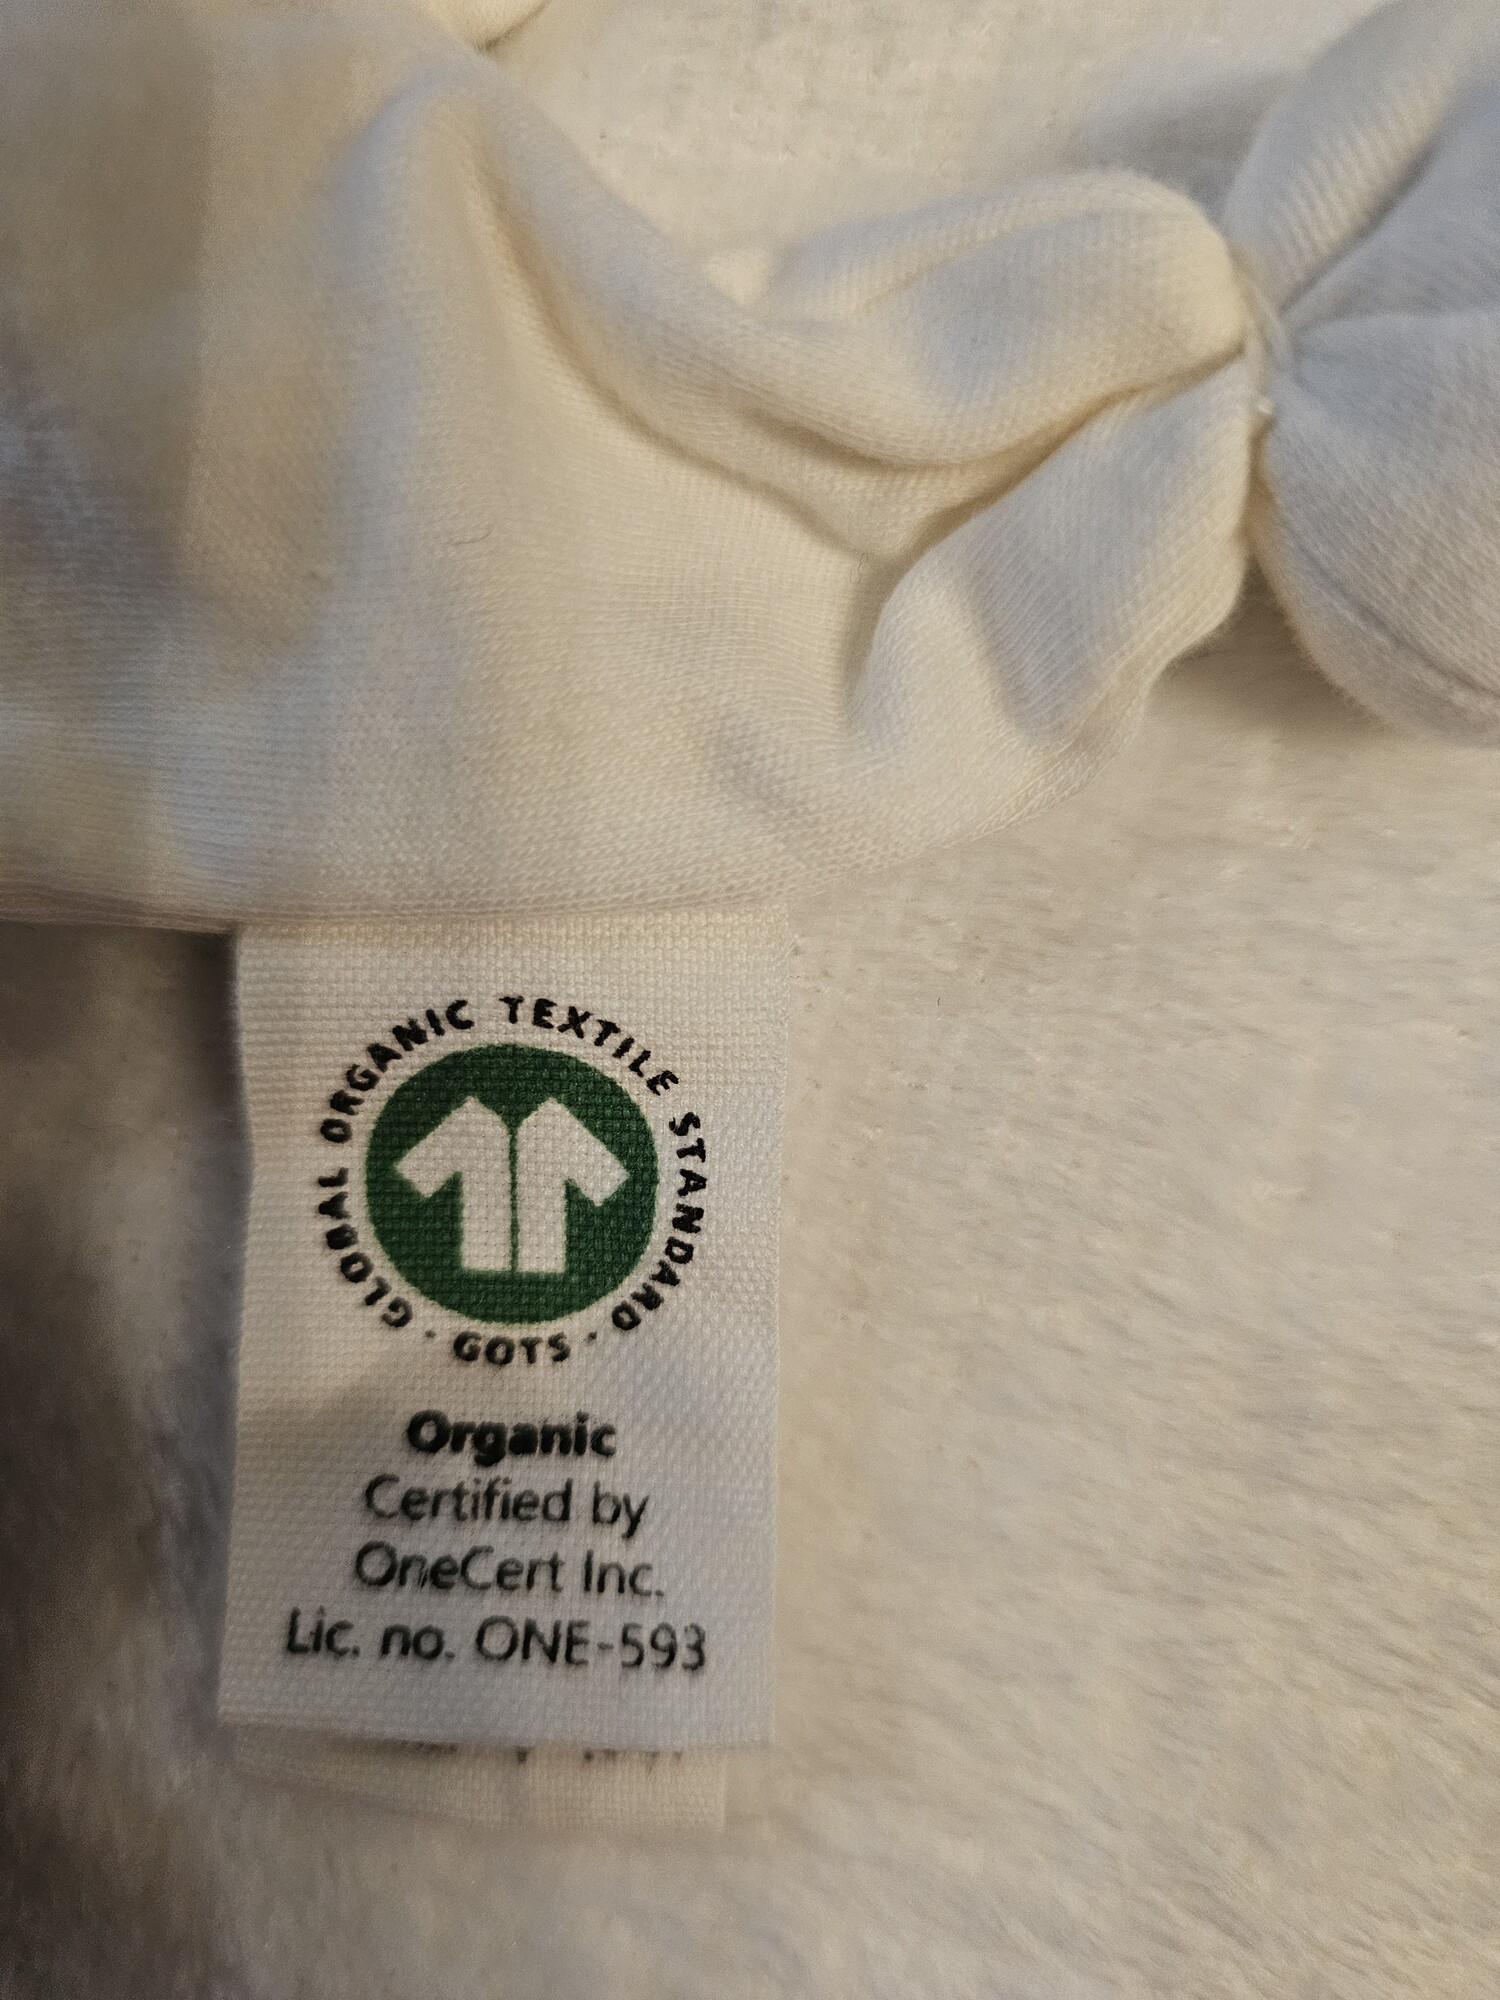 GLOBAL ORGANIC TEXTILE STANDARD · GOTS ·
Organic
Certified by
OneCert Inc.
Lic. no. ONE-593